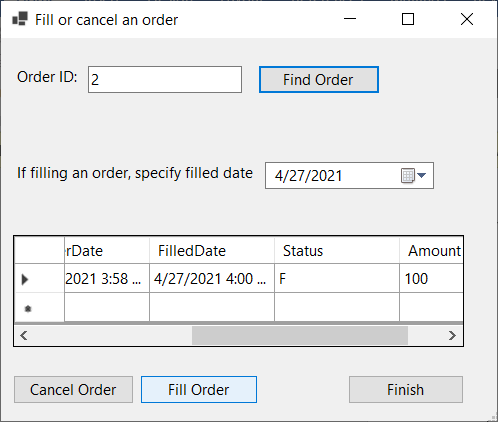 Fill or cancel an order
Order ID: 2 Find Order
If filling an order, specify filled date 4/27/2021
rDate FilledDate Status Amount
2021 3:58 ... 4/27/2021 4:00 ... F 100
Cancel Order Fill Order Finish